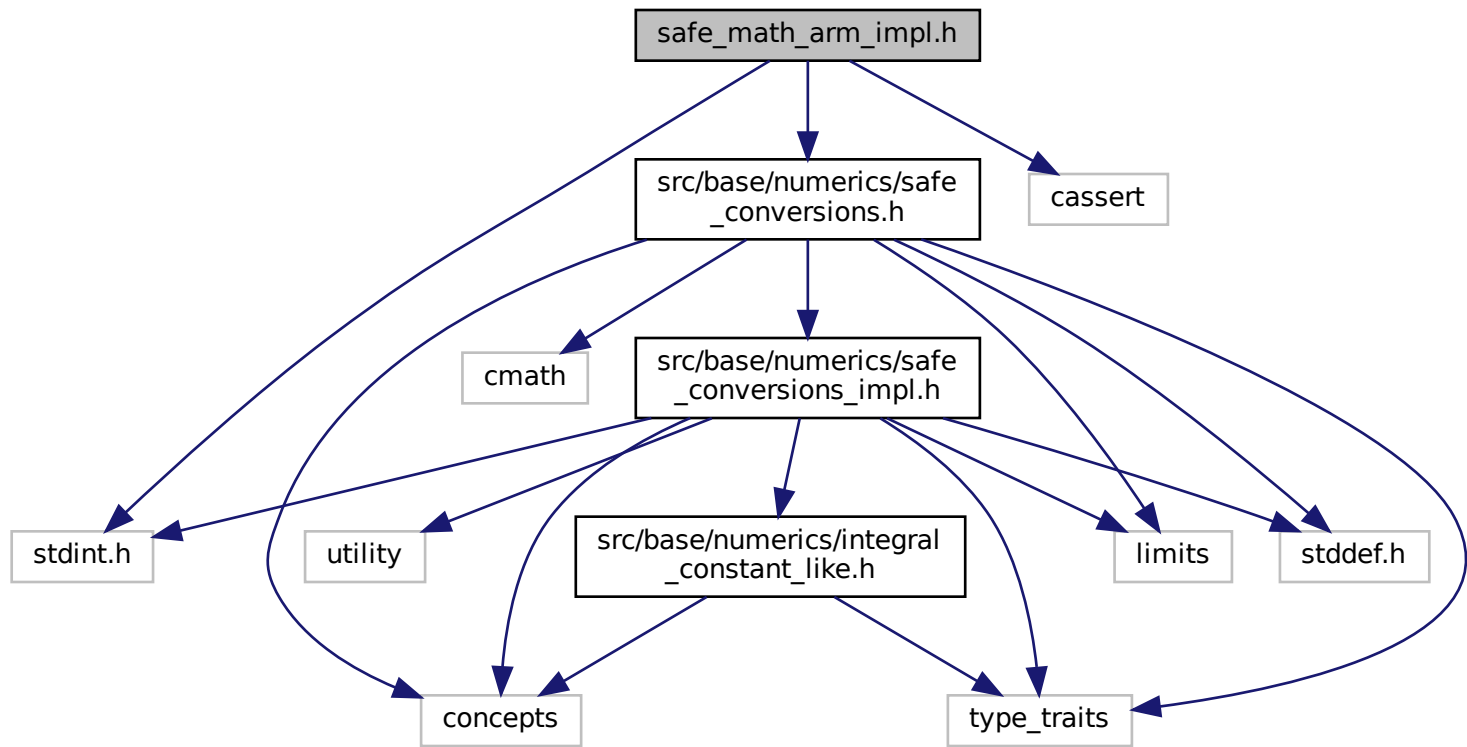 safe_math_arm_impl.h
src/base/numerics/safe
_conversions.h
cassert
cmath
src/base/numerics/safe
_conversions_impl.h
stdint.h
utility
src/base/numerics/integral
_constant_like.h
limits
stddef.h
concepts
type_traits